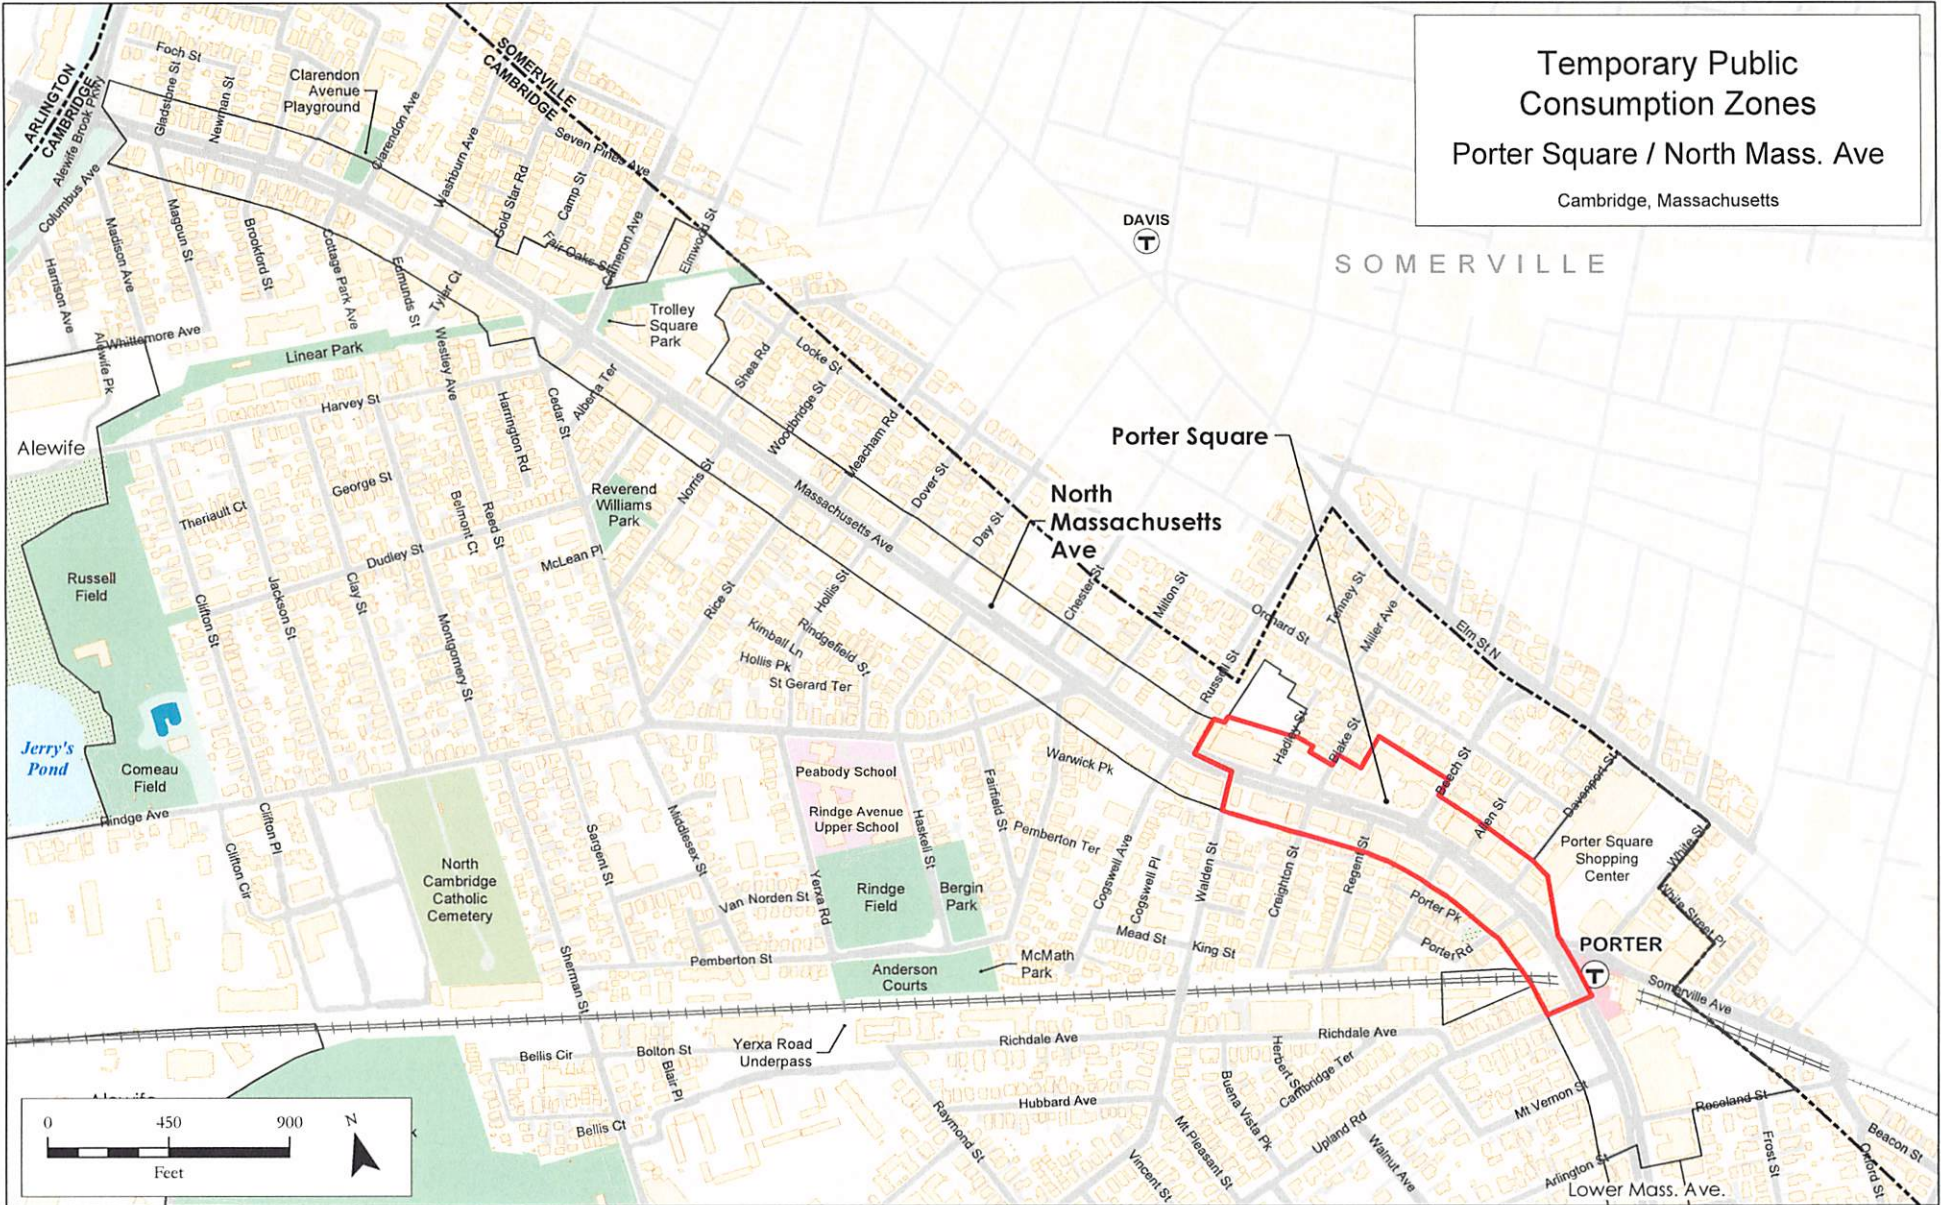 Temporary Public
Consumption Zones
Porter Square / North Mass. Ave
Cambridge, Massachusetts
ARLINGTON
CAMBRIDGE
SOMERVILLE
CAMBRIDGE
SOMERVILLE
DAVIS
T
Foch St
Gladstone St
Newman St
Clarendon
Avenue
Playground
Clarendon Ave
Washburn Ave
Seven Pines Ave
Gold Star Rd
Camp St
Fair Oaks St
Cameron Ave
Elmwood St
Alewife Brook Pkwy
Columbus Ave
Madison Ave
Magoun St
Brookford St
Cottage Park Ave
Edmunds St
Tyler Ct
Harrison Ave
Whittemore Ave
Alewife Pk
Linear Park
Westley Ave
Trolley
Square
Park
Shea Rd
Locke St
Woodbridge St
Meacham Rd
Dover St
Day St
Massachusetts Ave
Alewife
Harvey St
Harrington Rd
Cedar St
Alberta Ter
Norris St
Reverend
Williams
Park
George St
Theriault Ct
Belmont Ct
Reed St
Dudley St
McLean Pl
Rice St
Hollis St
Rindgefield St
Kimball Ln
Hollis Pk
St Gerard Ter
Russell
Field
Clifton St
Jackson St
Clay St
Montgomery St
North
Massachusetts
Ave
Porter Square
Chester St
Milton St
Orchard St
Tenney St
Miller Ave
Elm St N
Russell St
Hadley St
Blake St
Beech St
Allen St
Davenport St
White St
White Street Pl
Porter Square
Shopping
Center
Jerry's
Pond
Comeau
Field
Rindge Ave
Clifton Pl
Clifton Cir
North
Cambridge
Catholic
Cemetery
Sargent St
Middlesex St
Peabody School
Rindge Avenue
Upper School
Haskell St
Fairfield St
Warwick Pk
Pemberton Ter
Cogswell Ave
Cogswell Pl
Walden St
Creighton St
Regent St
Porter Pk
Porter Rd
Yerxa Rd
Rindge
Field
Bergin
Park
Van Norden St
Mead St
King St
Pemberton St
Anderson
Courts
McMath
Park
Sherman St
PORTER
T
Somerville Ave
Yerxa Road
Underpass
Richdale Ave
Richdale Ave
Bellis Cir
Bolton St
Blair Pl
Bellis Ct
Hubbard Ave
Raymond St
Vincent St
Mt Pleasant St
Buena Vista Pk
Herbert St
Cambridge Ter
Upland Rd
Walnut Ave
Mt Vernon St
Arlington St
Roseland St
Frost St
Beacon St
Oxford St
Lower Mass. Ave.
0
450
900
Feet
N